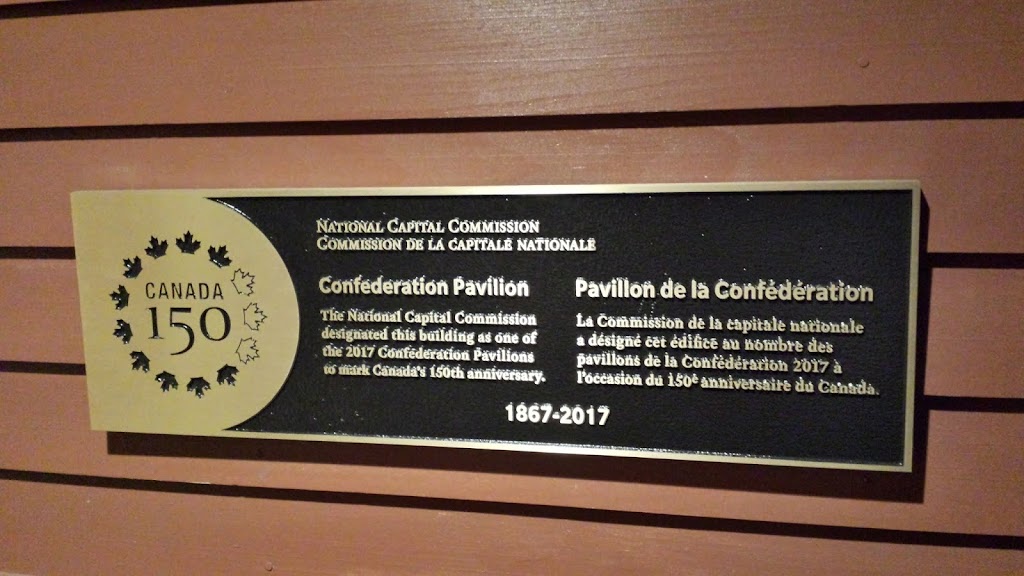 CANADA
150
NATIONAL CAPITAL COMMISSION
COMMISSION DE LA CAPITALE NATIONALE
Confederation Pavilion
The National Capital Commission
designated this building as one of
the 2017 Confederation Pavilions
to mark Canada's 150th anniversary.
Pavillon de la Confédération
La Commission de la capitale nationale
a désigné cet édifice au nombre des
pavillons de la Confédération 2017 à
l'occasion du 150e anniversaire du Canada.
1867-2017